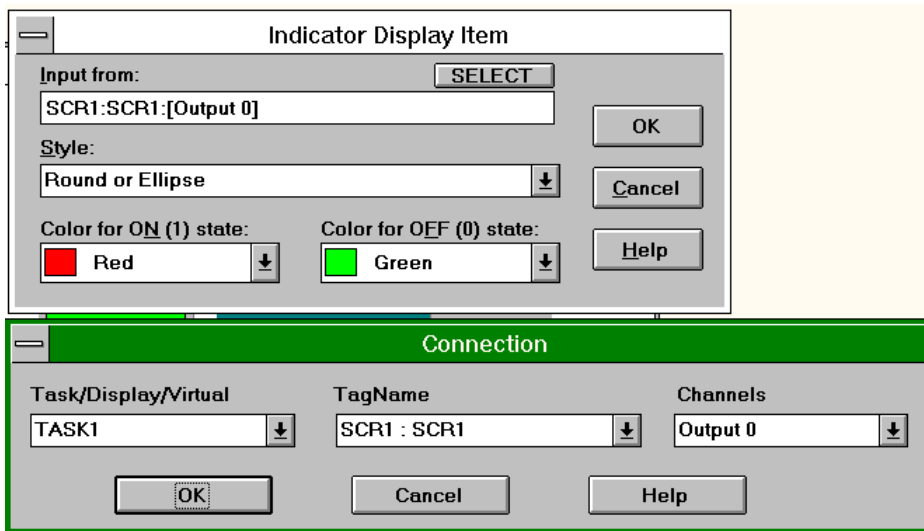 Indicator Display Item
Input from:
SELECT
SCR1:SCR1:[Output 0]
OK
Style:
Round or Ellipse
Cancel
Color for ON (1) state:
Color for OFF (0) state:
Red
Green
Help
Connection
Task/Display/Virtual
TagName
Channels
TASK1
SCR1 : SCR1
Output 0
OK
Cancel
Help